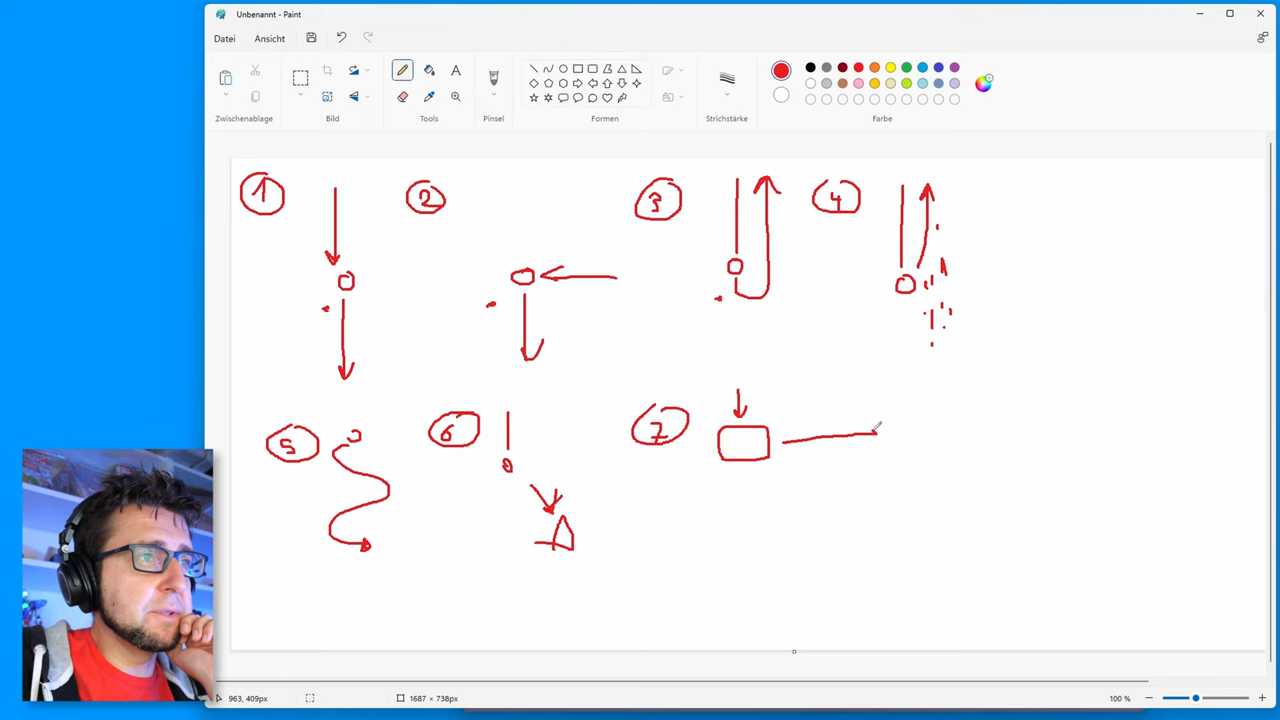 Unbenannt - Paint
Datei Ansicht
Zwischenablage Bild Tools Pinsel Formen Strichstärke Farbe
1 2 3 4
5 6 7
963, 409px 1687 × 738px 100 %